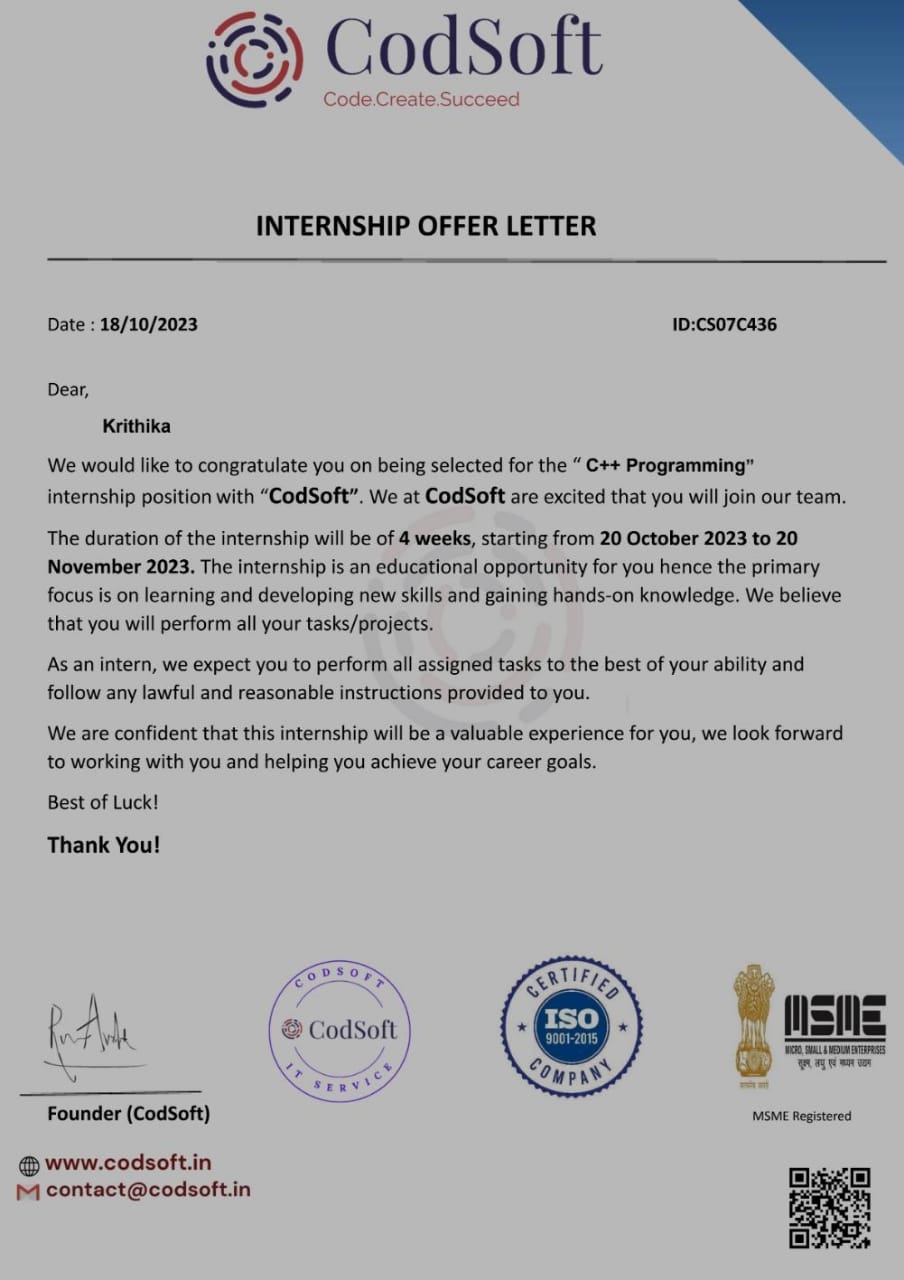 CodSoft
Code.Create.Succeed
INTERNSHIP OFFER LETTER
Date : 18/10/2023 ID:CS07C436
Dear,
Krithika
We would like to congratulate you on being selected for the “ C++ Programming”
internship position with “CodSoft”. We at CodSoft are excited that you will join our team.
The duration of the internship will be of 4 weeks, starting from 20 October 2023 to 20
November 2023. The internship is an educational opportunity for you hence the primary
focus is on learning and developing new skills and gaining hands-on knowledge. We believe
that you will perform all your tasks/projects.
As an intern, we expect you to perform all assigned tasks to the best of your ability and
follow any lawful and reasonable instructions provided to you.
We are confident that this internship will be a valuable experience for you, we look forward
to working with you and helping you achieve your career goals.
Best of Luck!
Thank You!
CODSOFT
CodSoft
IT SERVICE
CERTIFIED
ISO
9001-2015
COMPANY
सत्यमेव जयते
MSME
MICRO, SMALL & MEDIUM ENTERPRISES
सूक्ष्म, लघु एवं मध्यम उद्यम
Founder (CodSoft)
MSME Registered
www.codsoft.in
contact@codsoft.in